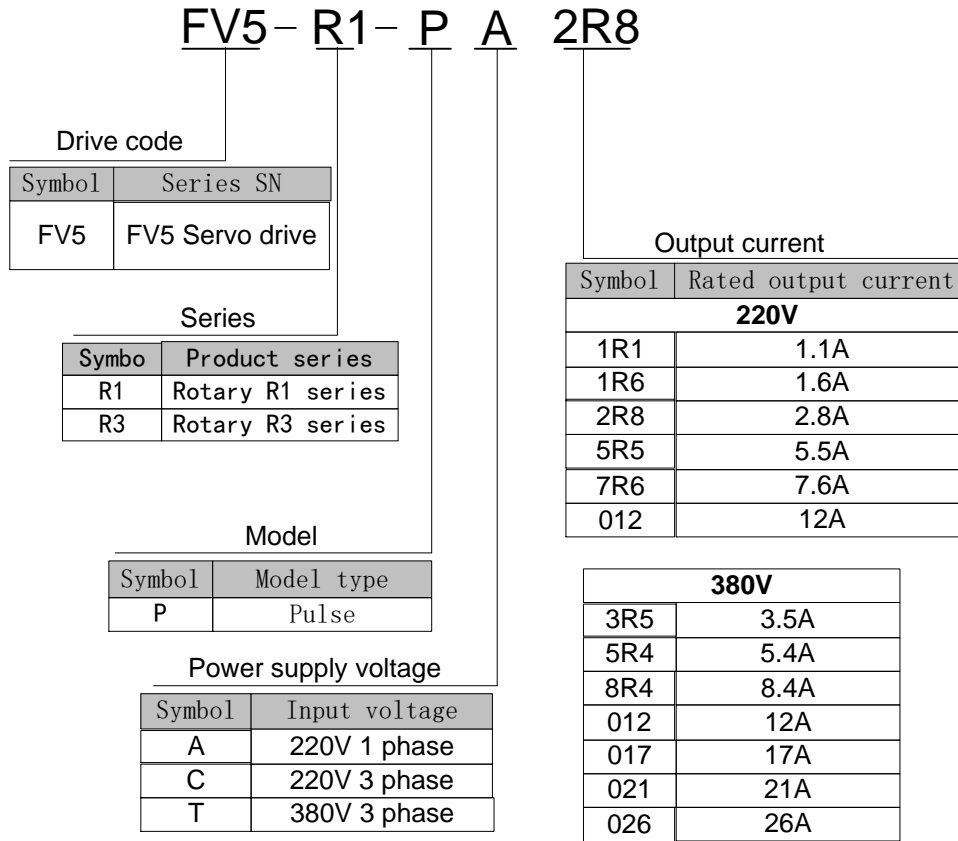 FV5-R1-P A 2R8
Drive code
Symbol Series SN
FV5 FV5 Servo drive
Series
Symbo Product series
R1 Rotary R1 series
R3 Rotary R3 series
Model
Symbol Model type
P Pulse
Power supply voltage
Symbol Input voltage
A 220V 1 phase
C 220V 3 phase
T 380V 3 phase
Output current
Symbol Rated output current
220V
1R1 1.1A
1R6 1.6A
2R8 2.8A
5R5 5.5A
7R6 7.6A
012 12A
380V
3R5 3.5A
5R4 5.4A
8R4 8.4A
012 12A
017 17A
021 21A
026 26A